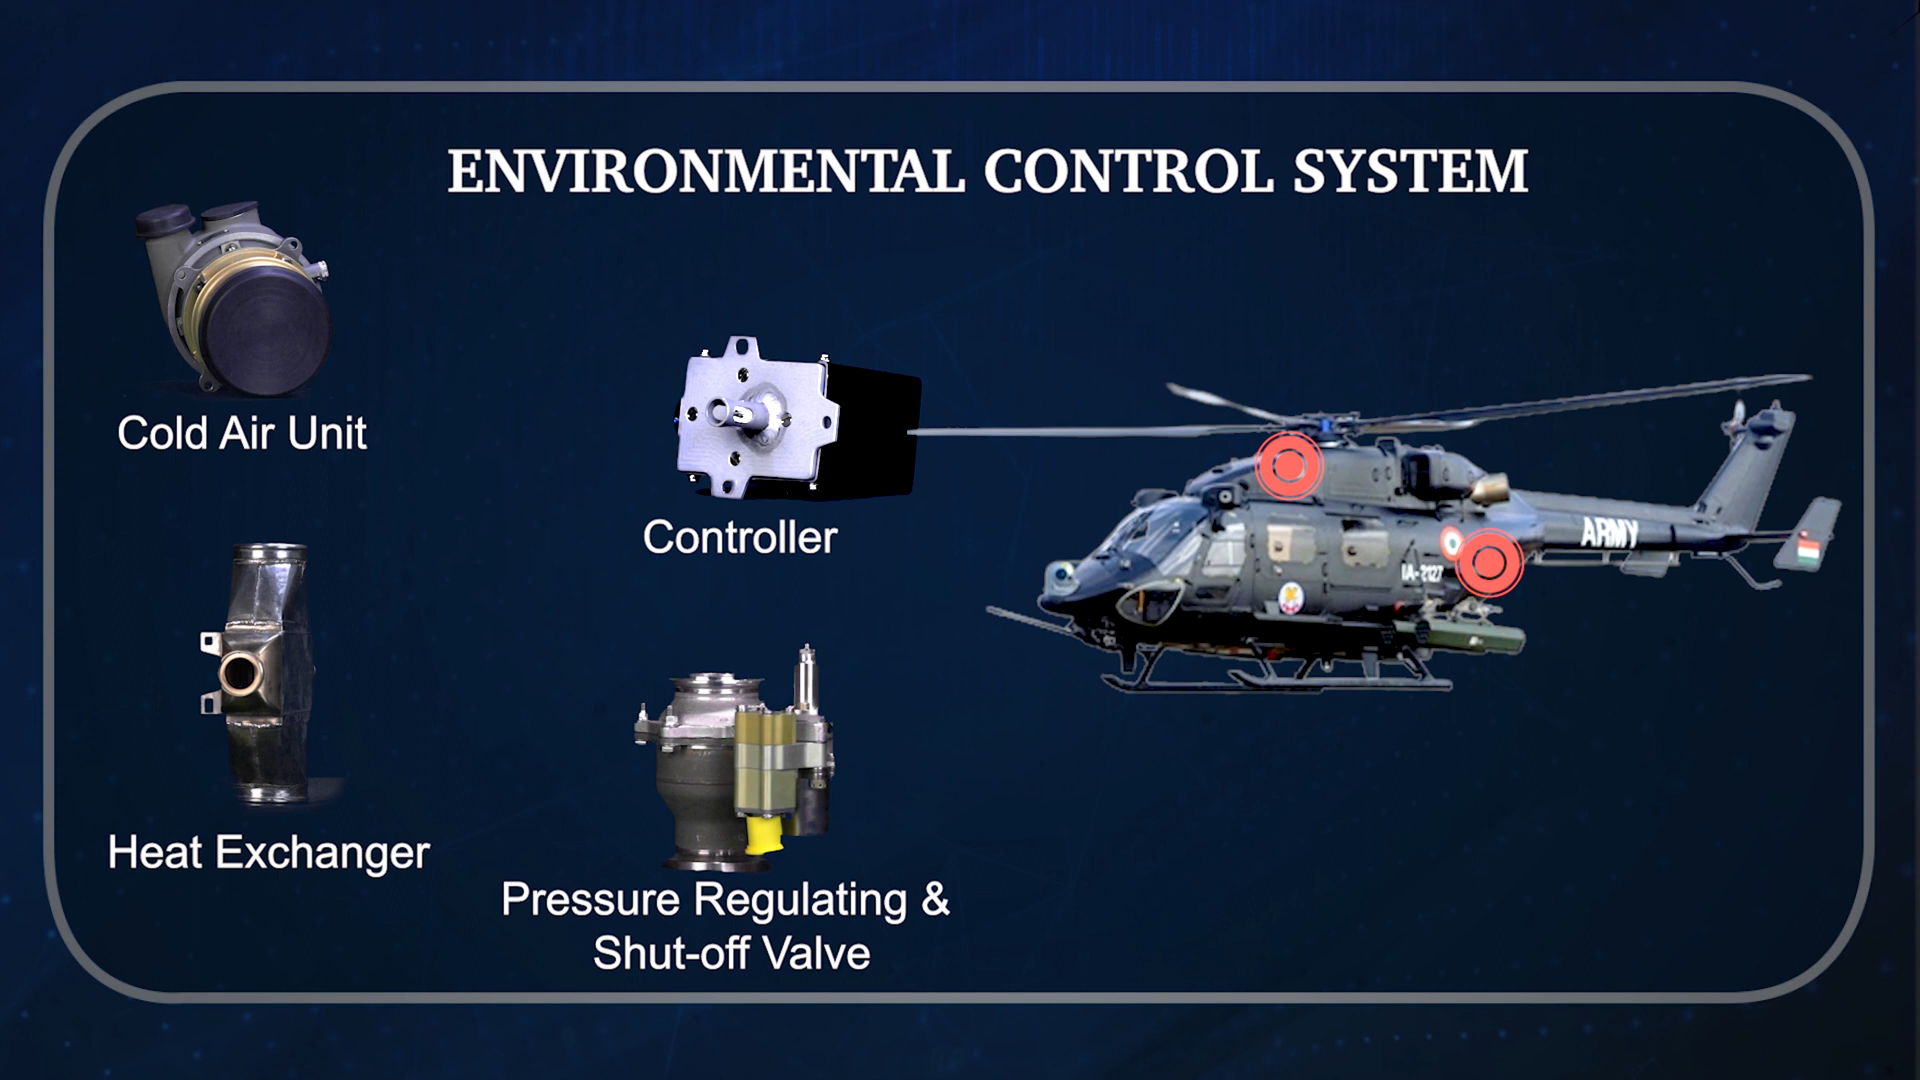 ENVIRONMENTAL CONTROL SYSTEM
Cold Air Unit
Controller
ARMY
IA-2127
Heat Exchanger
Pressure Regulating &
Shut-off Valve